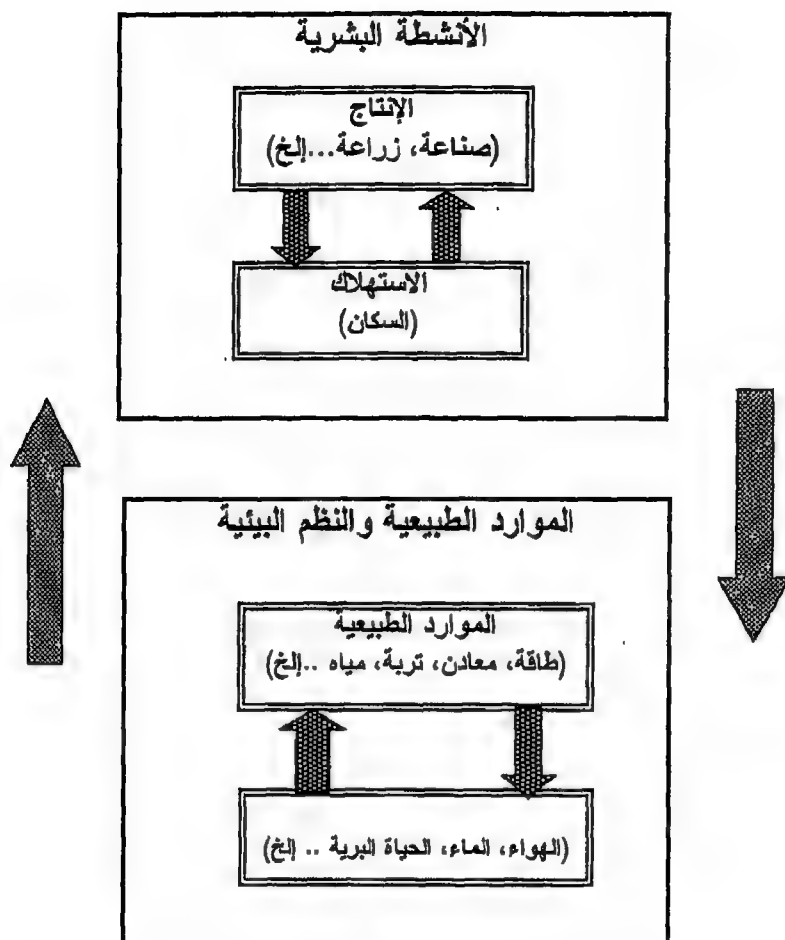 الأنشطة البشرية
الإنتاج
(صناعة، زراعة...إلخ)
الاستهلاك
(السكان)
الموارد الطبيعية والنظم البيئية
الموارد الطبيعية
(طاقة، معادن، تربة، مياه ..إلخ)
(الهواء، الماء، الحياة البرية .. إلخ)